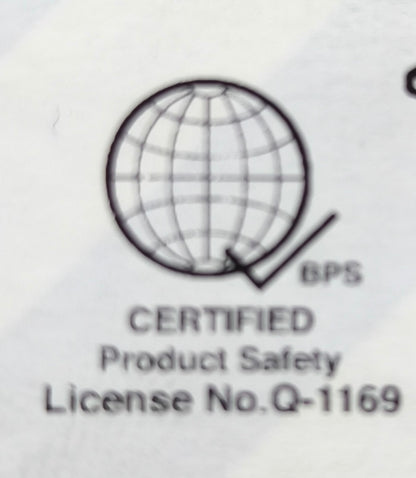 BPS
CERTIFIED
Product Safety
License No.Q-1169